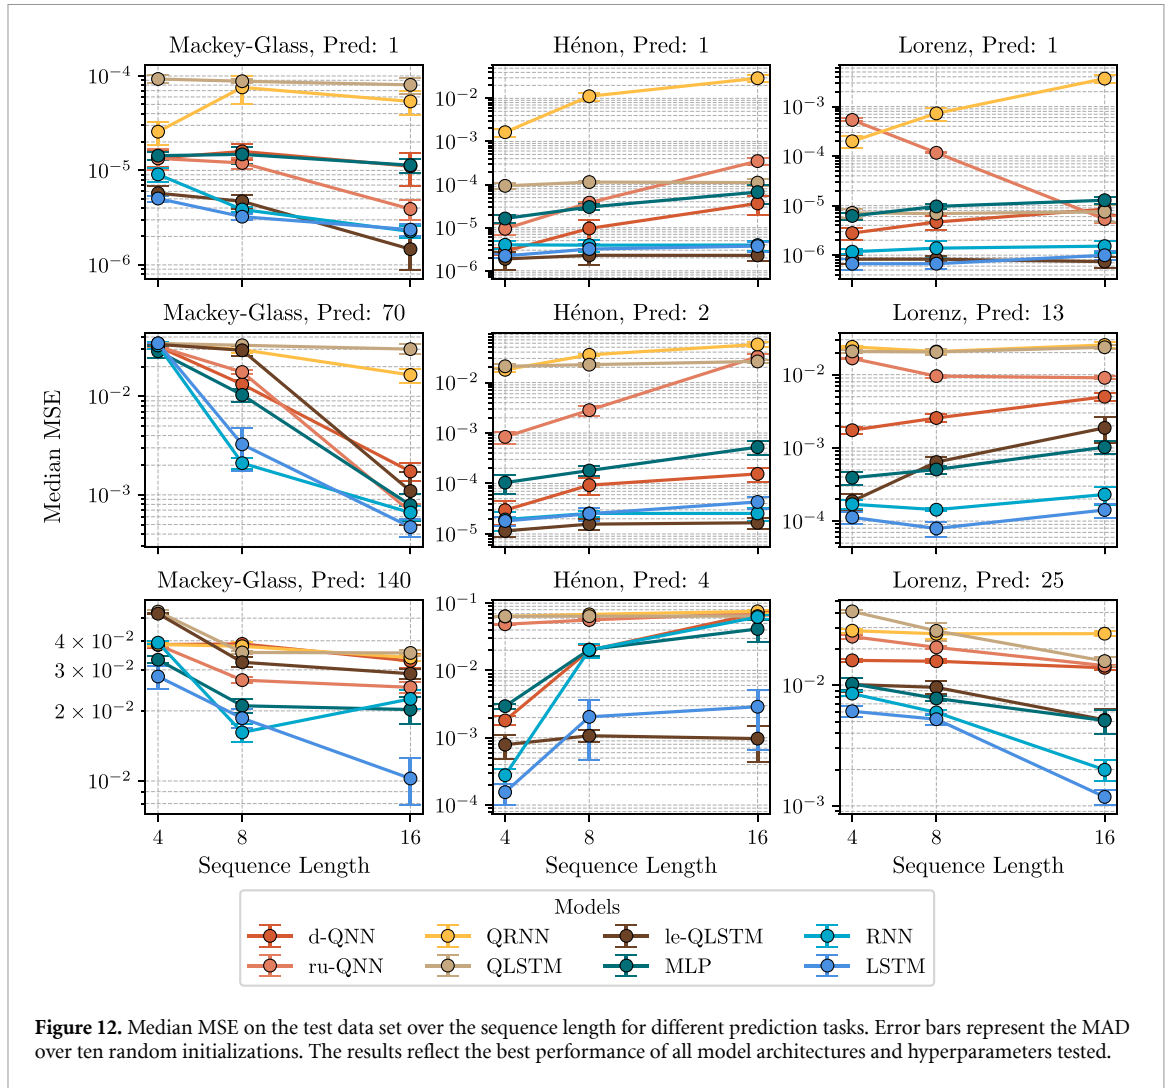 Mackey-Glass, Pred: 1
Hénon, Pred: 1
Lorenz, Pred: 1
10⁻⁴
10⁻⁵
10⁻⁶
10⁻²
10⁻³
10⁻⁴
10⁻⁵
10⁻⁶
10⁻³
10⁻⁴
10⁻⁵
10⁻⁶
Mackey-Glass, Pred: 70
Hénon, Pred: 2
Lorenz, Pred: 13
Median MSE
10⁻²
10⁻³
10⁻²
10⁻³
10⁻⁴
10⁻⁵
10⁻²
10⁻³
10⁻⁴
Mackey-Glass, Pred: 140
Hénon, Pred: 4
Lorenz, Pred: 25
4 × 10⁻²
3 × 10⁻²
2 × 10⁻²
10⁻²
10⁻¹
10⁻²
10⁻³
10⁻⁴
10⁻²
10⁻³
4 8 16
4 8 16
4 8 16
Sequence Length
Sequence Length
Sequence Length
Models
d-QNN QRNN le-QLSTM RNN
ru-QNN QLSTM MLP LSTM
Figure 12. Median MSE on the test data set over the sequence length for different prediction tasks. Error bars represent the MAD
over ten random initializations. The results reflect the best performance of all model architectures and hyperparameters tested.